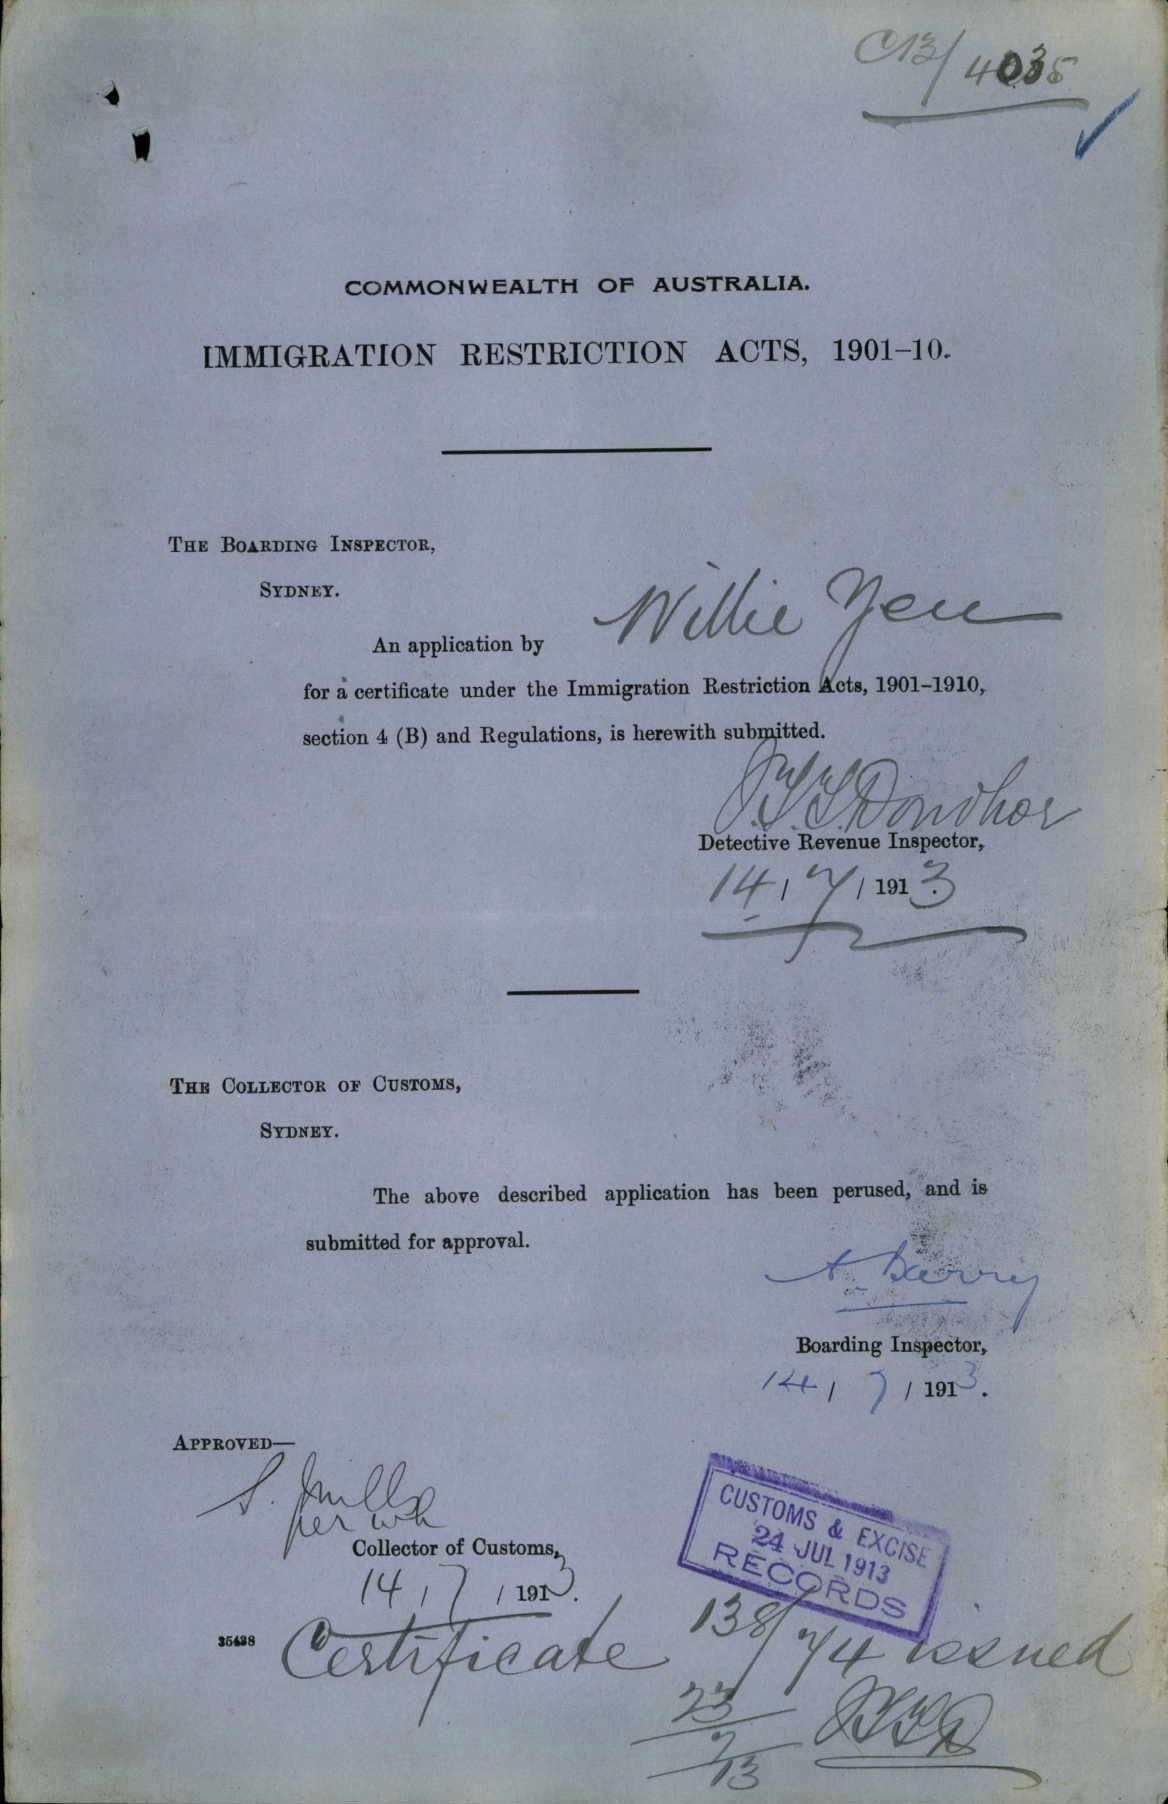 C13/4035
COMMONWEALTH OF AUSTRALIA.
IMMIGRATION RESTRICTION ACTS, 1901–10.
THE BOARDING INSPECTOR,
SYDNEY.
An application by Willie Yen
for a certificate under the Immigration Restriction Acts, 1901–1910,
section 4 (B) and Regulations, is herewith submitted.
Donohoe
Detective Revenue Inspector,
14/7/1913
THE COLLECTOR OF CUSTOMS,
SYDNEY.
The above described application has been perused, and is
submitted for approval.
A. Barry
Boarding Inspector,
14/7/1913.
APPROVED—
S. Mills
per
Collector of Customs,
14/7/1913.
CUSTOMS & EXCISE
24 JUL 1913
RECORDS
35438
Certificate 138/74 issued
23/7/13